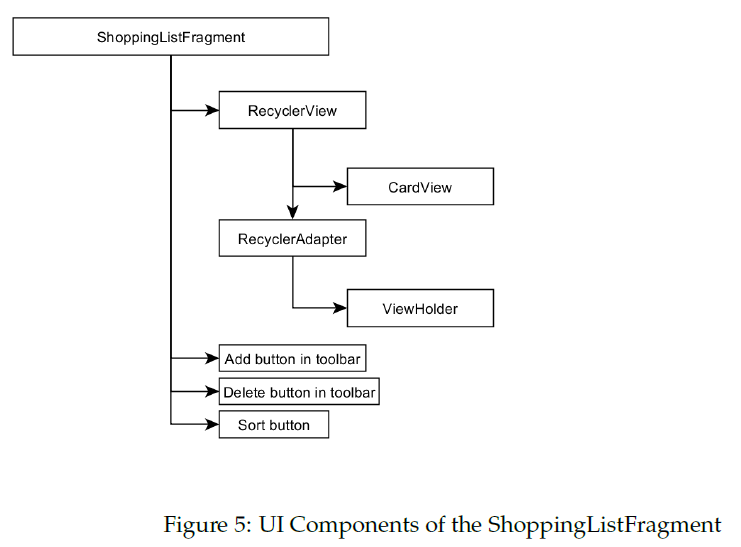 ShoppingListFragment
RecyclerView
CardView
RecyclerAdapter
ViewHolder
Add button in toolbar
Delete button in toolbar
Sort button
Figure 5: UI Components of the ShoppingListFragment